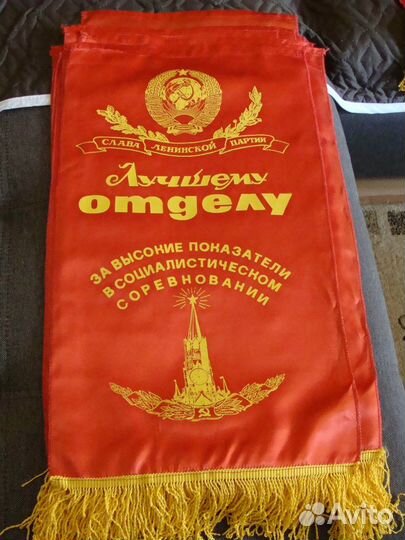 СЛАВА ЛЕНИНСКОЙ ПАРТИИ
Лучшему
отделу
ЗА ВЫСОКИЕ ПОКАЗАТЕЛИ
В СОЦИАЛИСТИЧЕСКОМ
СОРЕВНОВАНИИ
Avito